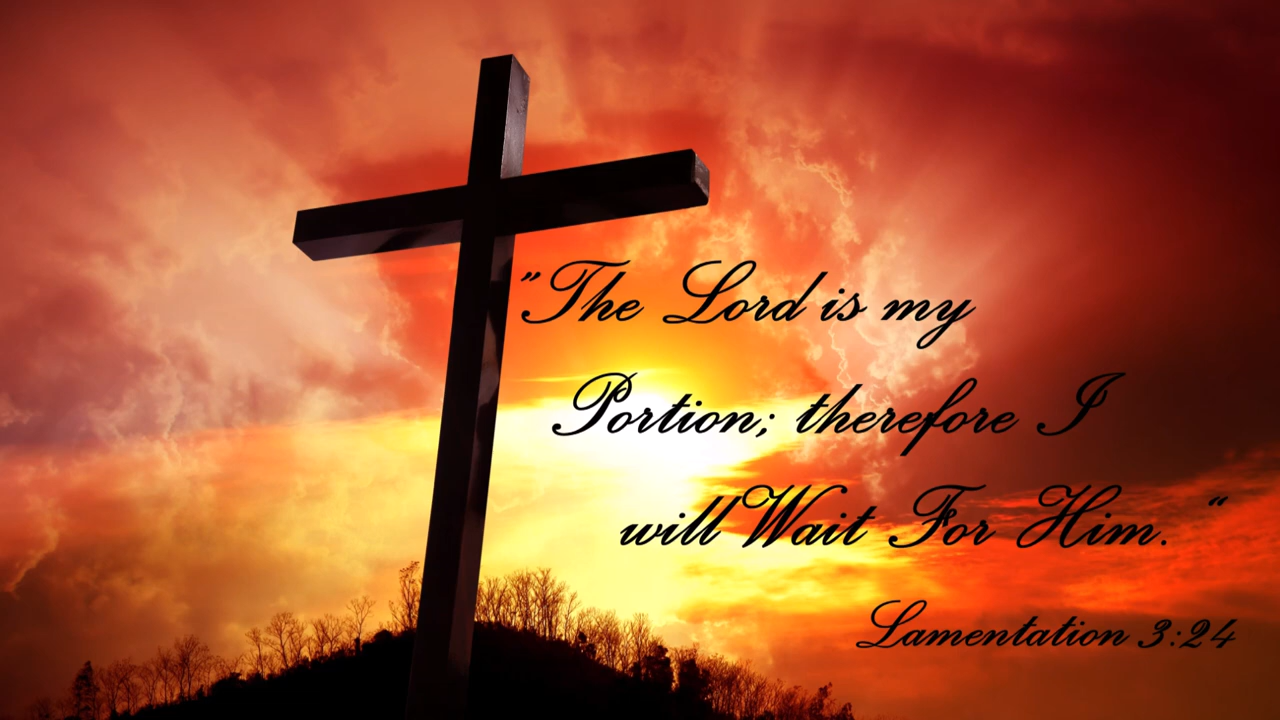 "The Lord is my
Portion; therefore I
will Wait For Him. "
Lamentation 3:24